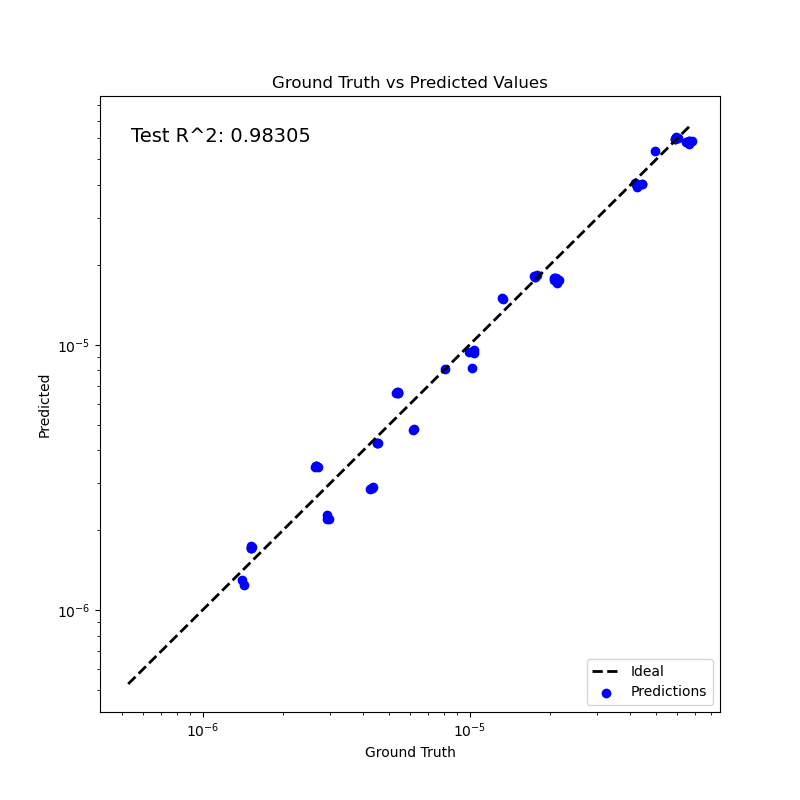 Ground Truth vs Predicted Values
Test R^2: 0.98305
10⁻⁵
10⁻⁶
Predicted
10⁻⁶
10⁻⁵
Ground Truth
Ideal
Predictions